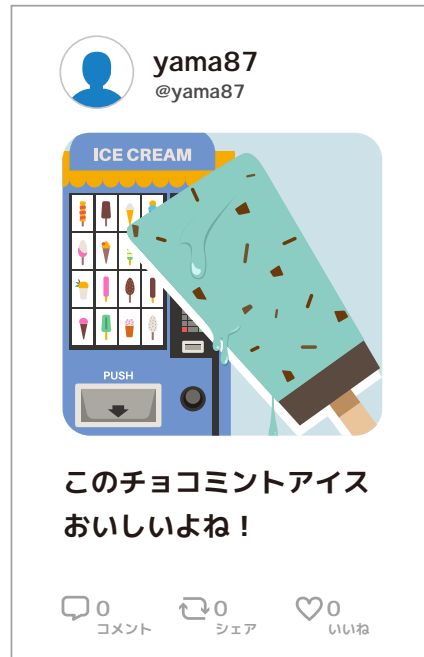 yama87
@yama87
ICE CREAM
PUSH
このチョコミントアイス
おいしいよね！
0
コメント
0
シェア
0
いいね